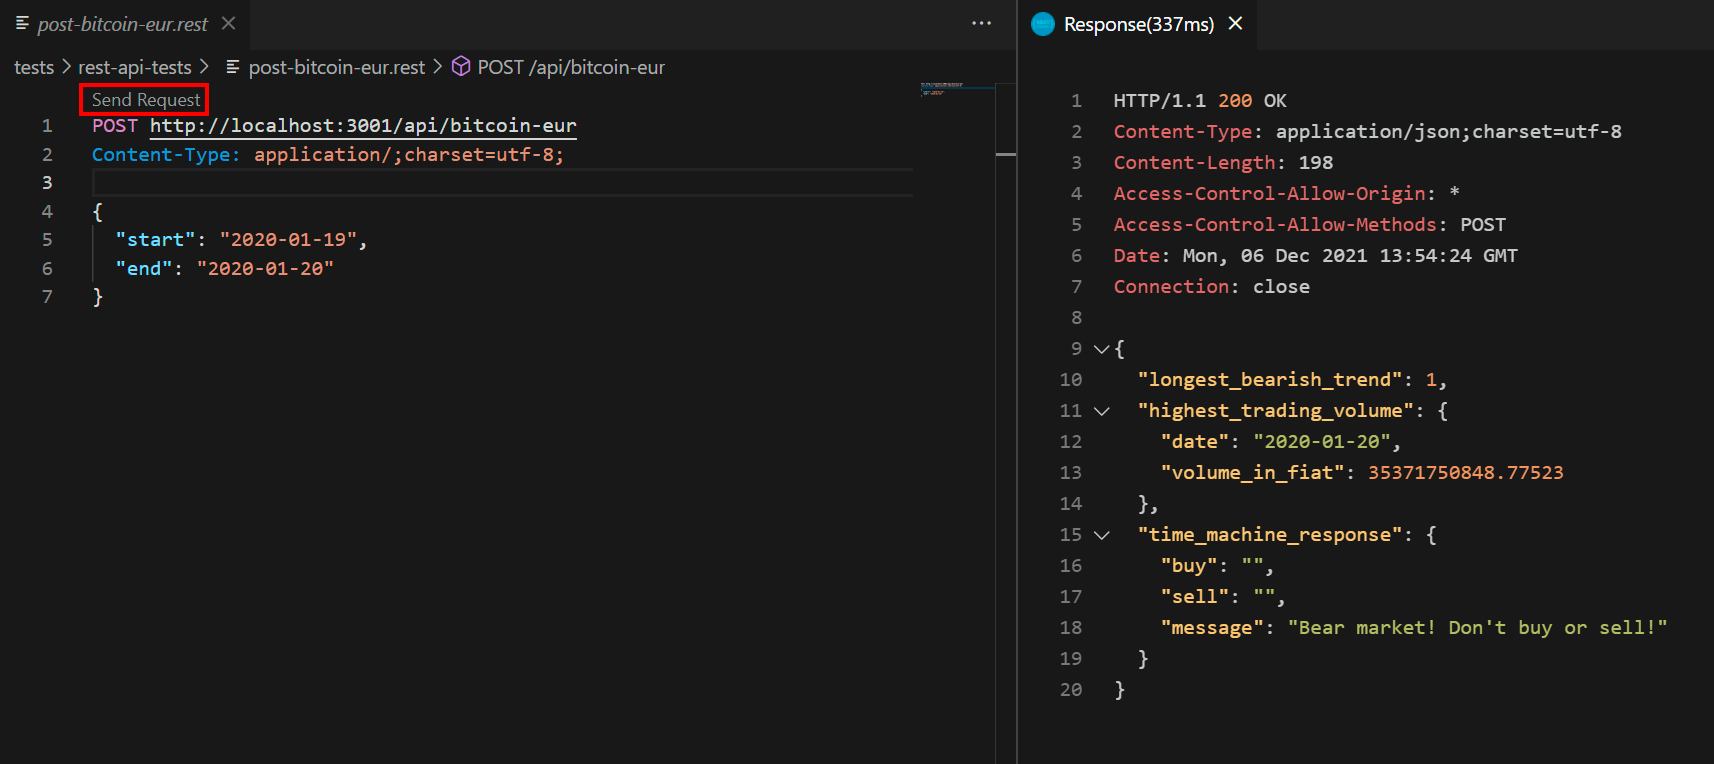 post-bitcoin-eur.rest
tests > rest-api-tests > post-bitcoin-eur.rest > POST /api/bitcoin-eur
Send Request
1 POST http://localhost:3001/api/bitcoin-eur
2 Content-Type: application/;charset=utf-8;
3
4 {
5 "start": "2020-01-19",
6 "end": "2020-01-20"
7 }
Response(337ms)
1 HTTP/1.1 200 OK
2 Content-Type: application/json;charset=utf-8
3 Content-Length: 198
4 Access-Control-Allow-Origin: *
5 Access-Control-Allow-Methods: POST
6 Date: Mon, 06 Dec 2021 13:54:24 GMT
7 Connection: close
8
9 {
10 "longest_bearish_trend": 1,
11 "highest_trading_volume": {
12 "date": "2020-01-20",
13 "volume_in_fiat": 35371750848.77523
14 },
15 "time_machine_response": {
16 "buy": "",
17 "sell": "",
18 "message": "Bear market! Don't buy or sell!"
19 }
20 }